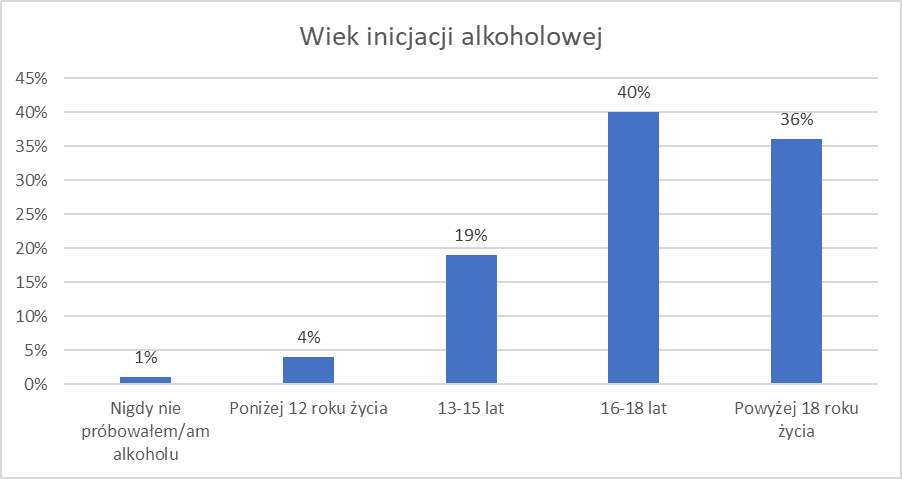 Wiek inicjacji alkoholowej
45%
40%
35%
30%
25%
20%
15%
10%
5%
0%
1%
4%
19%
40%
36%
Nigdy nie
próbowałem/am
alkoholu
Poniżej 12 roku życia
13-15 lat
16-18 lat
Powyżej 18 roku
życia